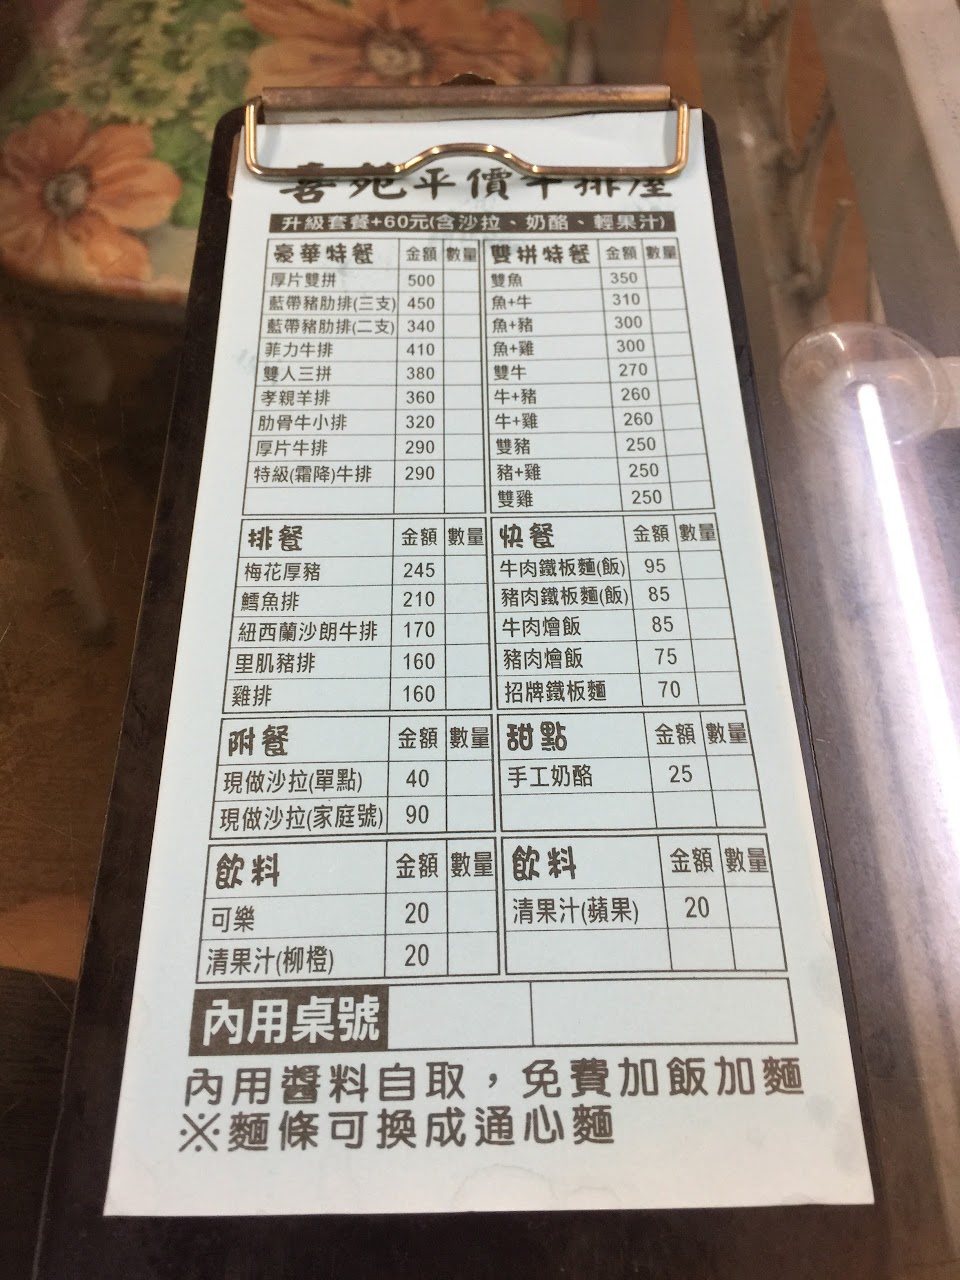 喜苑平價牛排屋
升級套餐+60元(含沙拉、奶酪、輕果汁)
豪華特餐 金額 數量 雙拼特餐 金額 數量
厚片雙拼 500 雙魚 350
藍帶豬肋排(三支) 450 魚+牛 310
藍帶豬肋排(二支) 340 魚+豬 300
菲力牛排 410 魚+雞 300
雙人三拼 380 雙牛 270
孝親羊排 360 牛+豬 260
肋骨牛小排 320 牛+雞 260
厚片牛排 290 雙豬 250
特級(霜降)牛排 290 豬+雞 250
雙雞 250
排餐 金額 數量 快餐 金額 數量
梅花厚豬 245 牛肉鐵板麵(飯) 95
鱈魚排 210 豬肉鐵板麵(飯) 85
紐西蘭沙朗牛排 170 牛肉燴飯 85
里肌豬排 160 豬肉燴飯 75
雞排 160 招牌鐵板麵 70
附餐 金額 數量 甜點 金額 數量
現做沙拉(單點) 40 手工奶酪 25
現做沙拉(家庭號) 90
飲料 金額 數量 飲料 金額 數量
可樂 20 清果汁(蘋果) 20
清果汁(柳橙) 20
內用桌號
內用醬料自取，免費加飯加麵
※麵條可換成通心麵